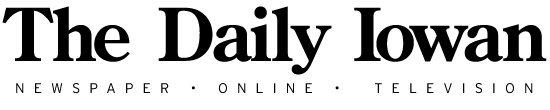 The Daily Iowan
NEWSPAPER • ONLINE • TELEVISION